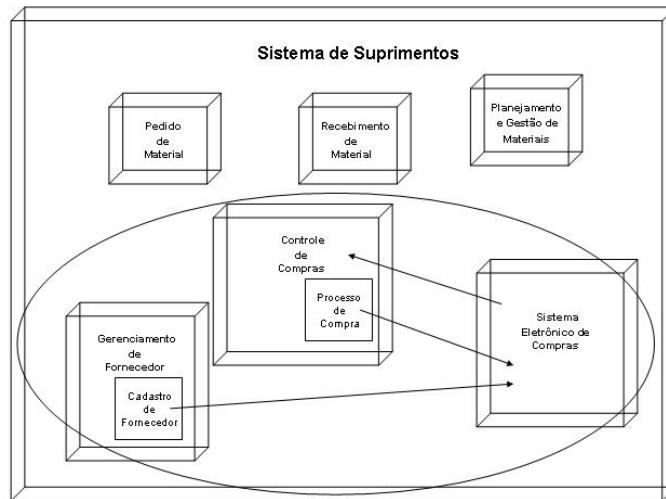 Sistema de Suprimentos
Pedido
de
Material
Recebimento
de
Material
Planejamento
e Gestão de
Materiais
Controle
de
Compras
Processo
de
Compra
Gerenciamento
de
Fornecedor
Cadastro
de
Fornecedor
Sistema
Eletrônico de
Compras